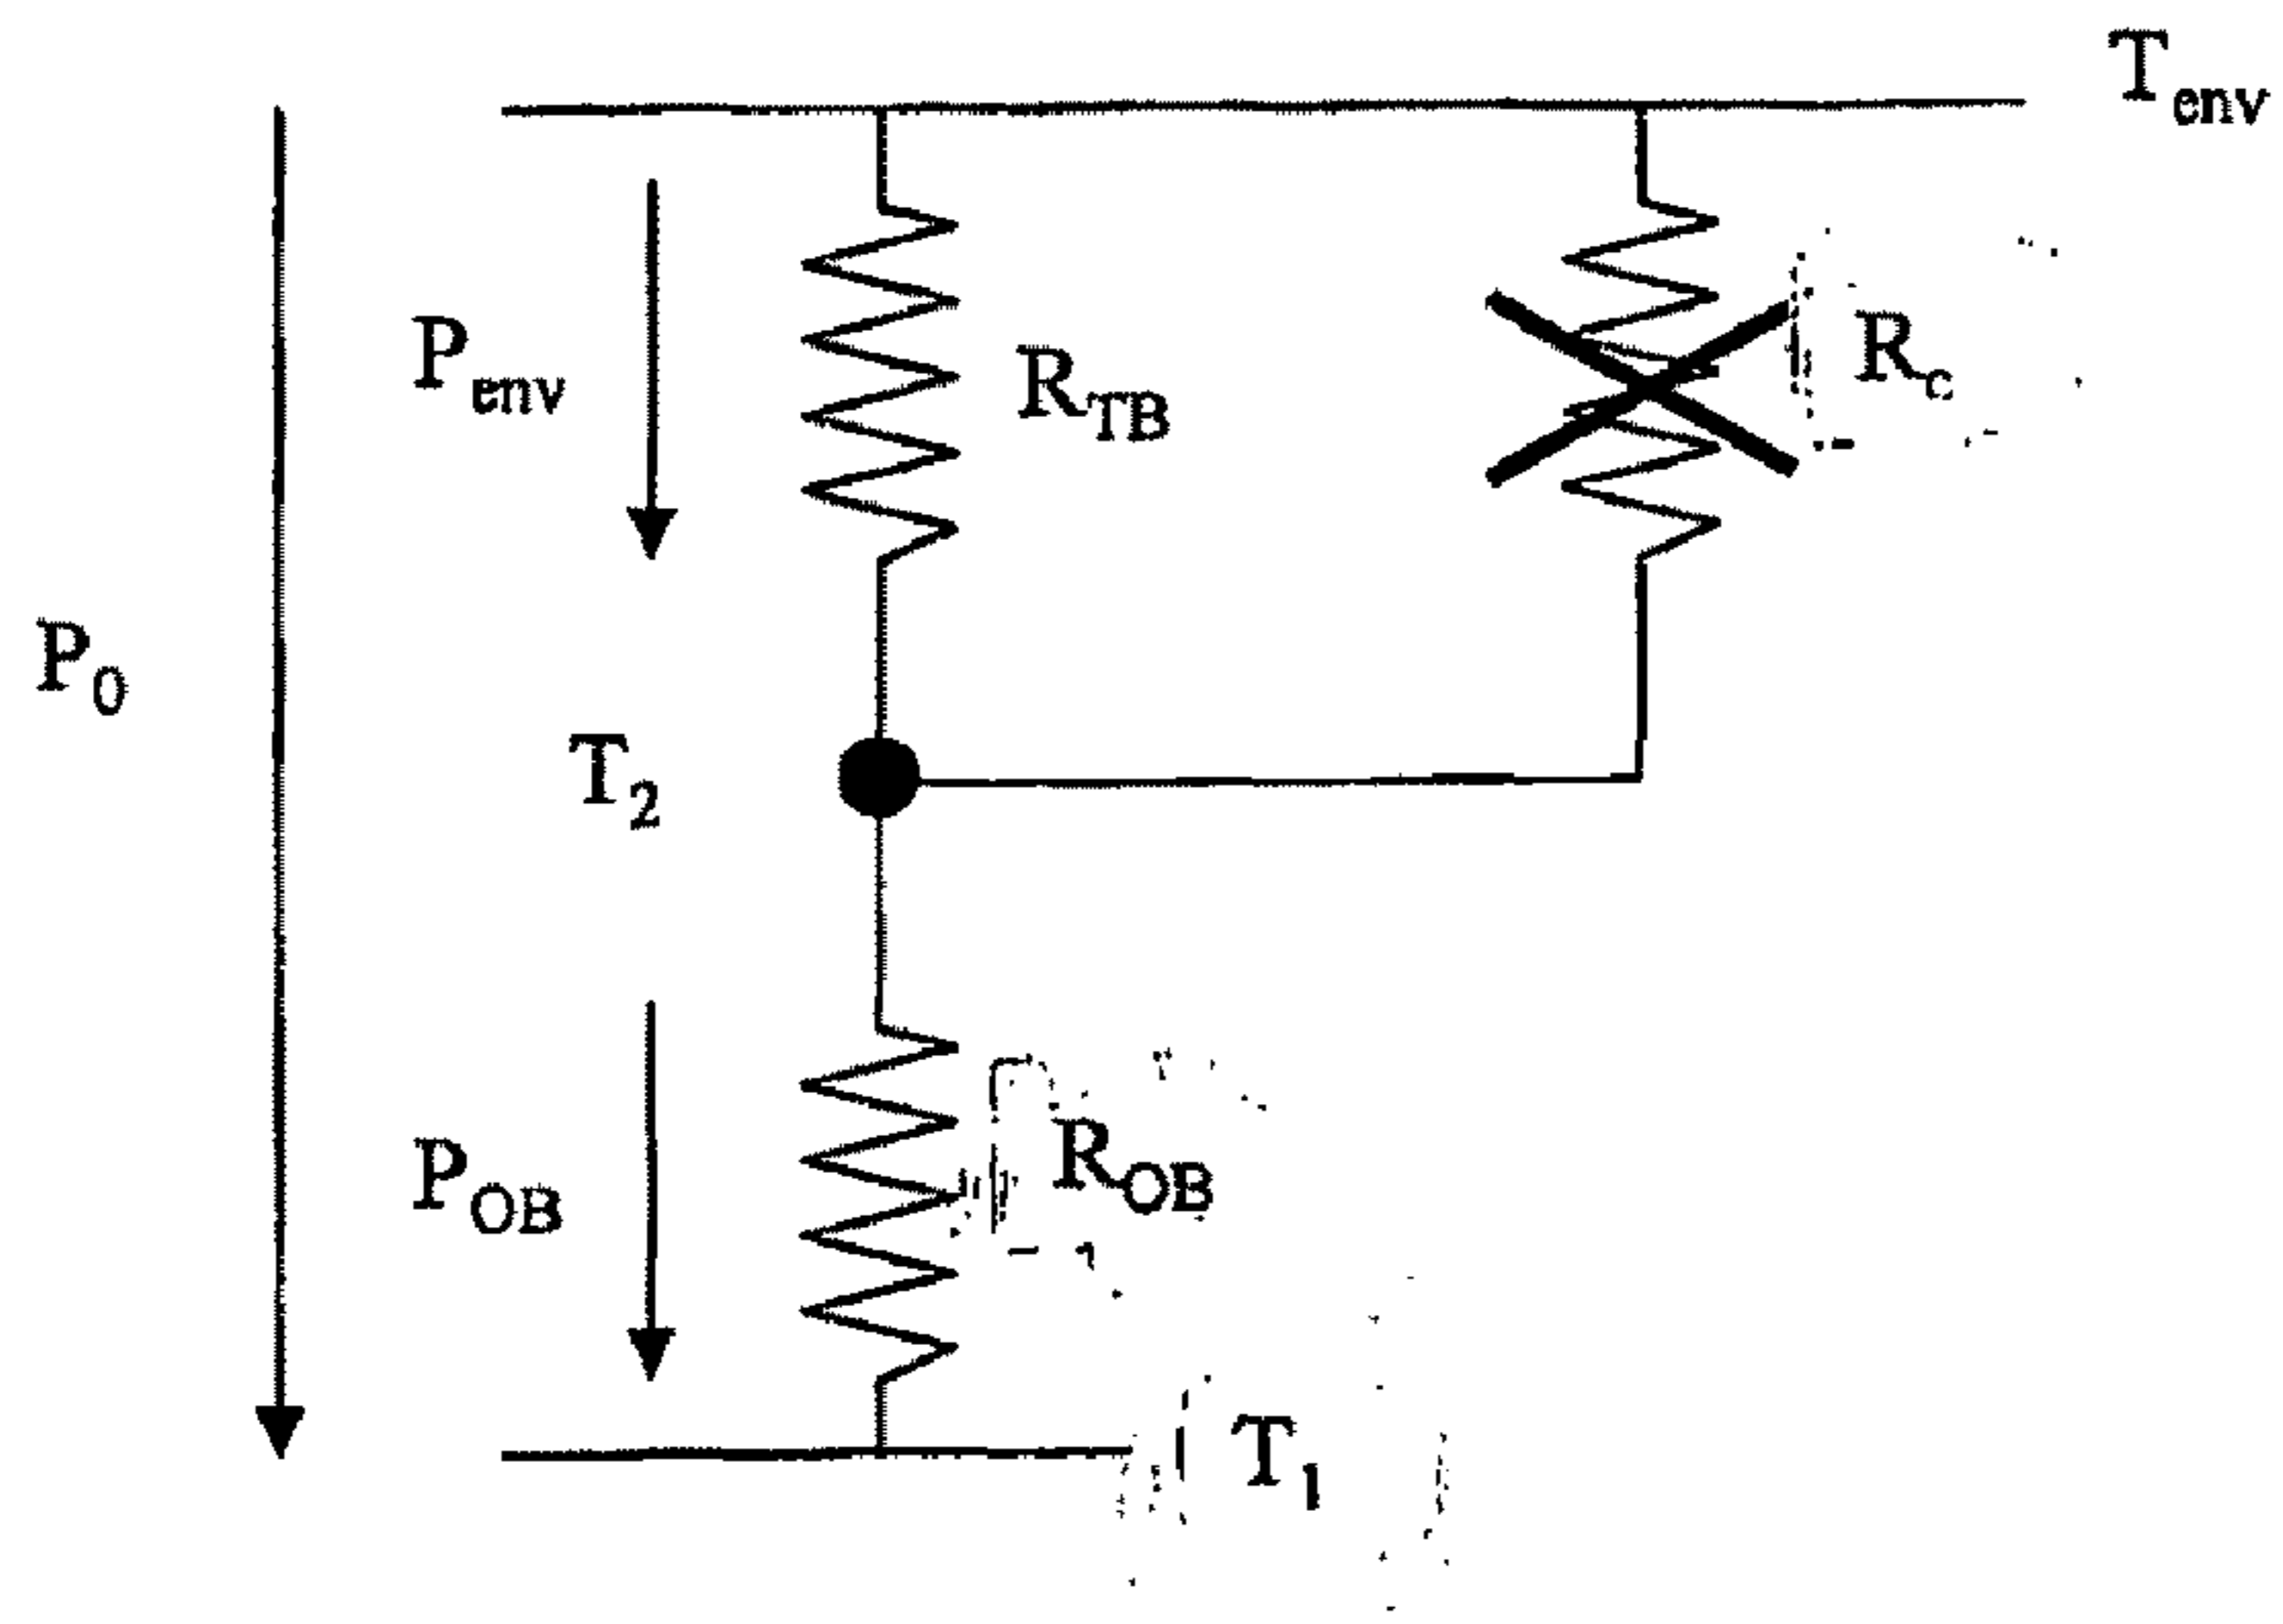 T_env
P_env
R_TB
R_c
P_0
T_2
P_OB
R_OB
T_1